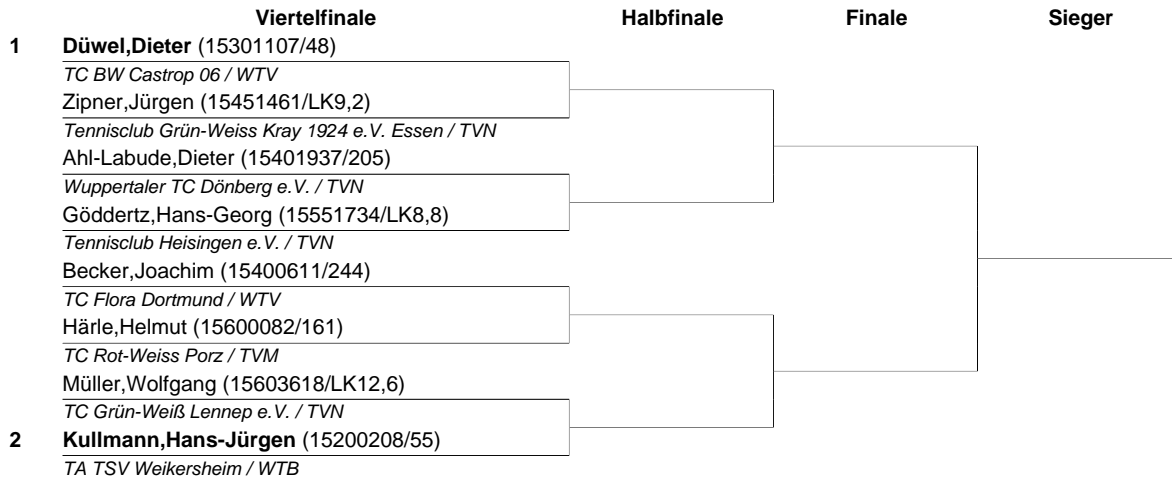 Viertelfinale Halbfinale Finale Sieger
1 Düwel,Dieter (15301107/48)
TC BW Castrop 06 / WTV
Zipner,Jürgen (15451461/LK9,2)
Tennisclub Grün-Weiss Kray 1924 e.V. Essen / TVN
Ahl-Labude,Dieter (15401937/205)
Wuppertaler TC Dönberg e.V. / TVN
Göddertz,Hans-Georg (15551734/LK8,8)
Tennisclub Heisingen e.V. / TVN
Becker,Joachim (15400611/244)
TC Flora Dortmund / WTV
Härle,Helmut (15600082/161)
TC Rot-Weiss Porz / TVM
Müller,Wolfgang (15603618/LK12,6)
TC Grün-Weiß Lennep e.V. / TVN
2 Kullmann,Hans-Jürgen (15200208/55)
TA TSV Weikersheim / WTB